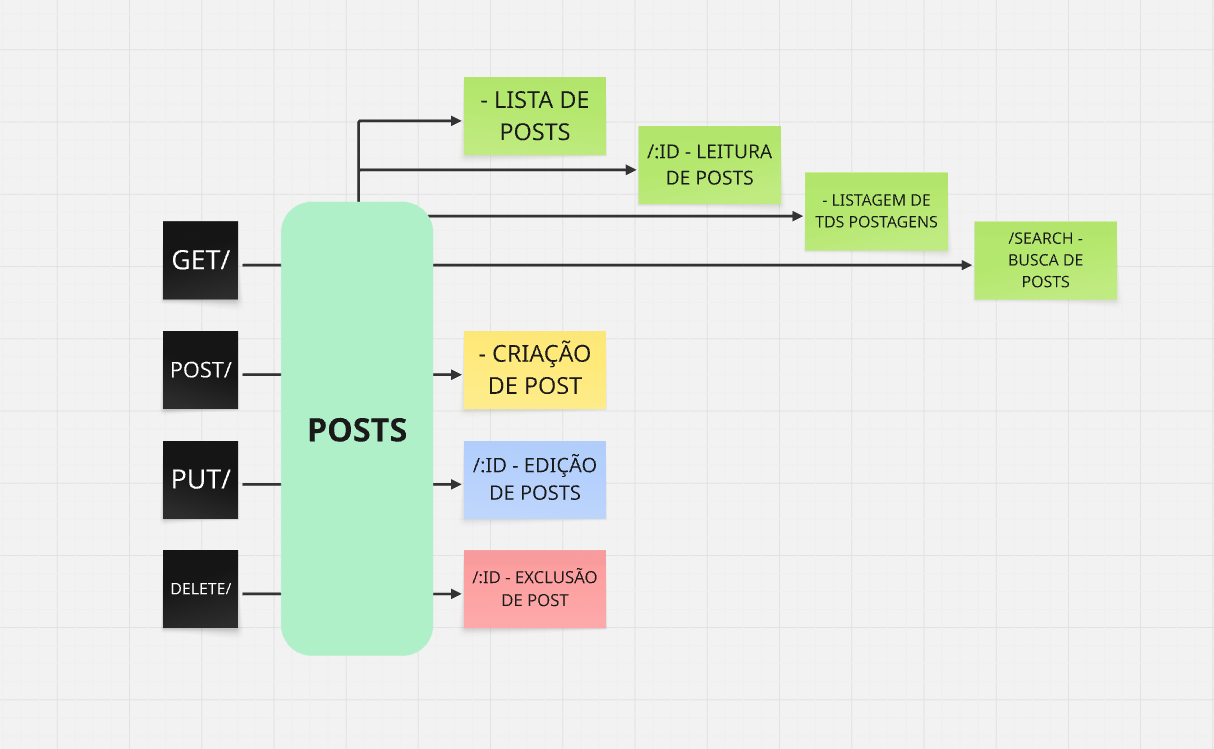 - LISTA DE
POSTS
/:ID - LEITURA
DE POSTS
- LISTAGEM DE
TDS POSTAGENS
/SEARCH -
BUSCA DE
POSTS
GET/
POST/
- CRIAÇÃO
DE POST
POSTS
PUT/
/:ID - EDIÇÃO
DE POSTS
DELETE/
/:ID - EXCLUSÃO
DE POST